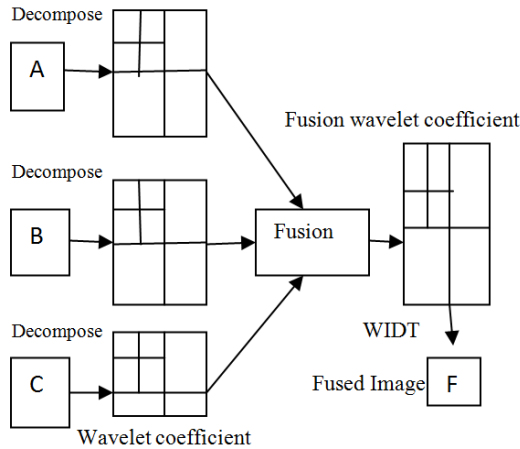 Decompose
A
Fusion wavelet coefficient
Decompose
B
Fusion
Decompose
WIDT
C
Fused Image
F
Wavelet coefficient